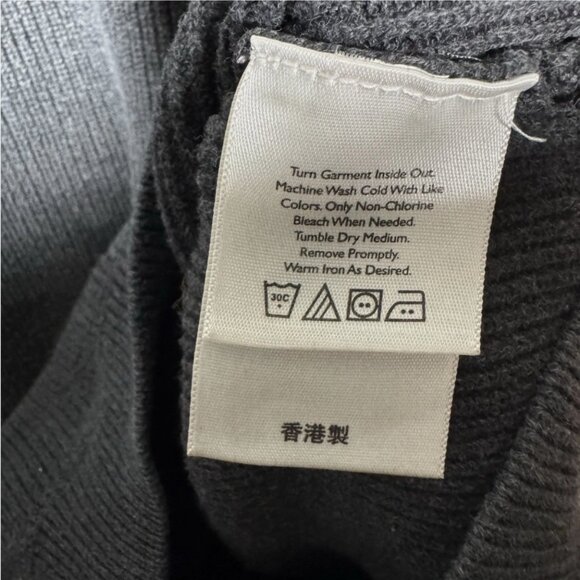 Turn Garment Inside Out.
Machine Wash Cold With Like
Colors. Only Non-Chlorine
Bleach When Needed.
Tumble Dry Medium.
Remove Promptly.
Warm Iron As Desired.
30C
香港製